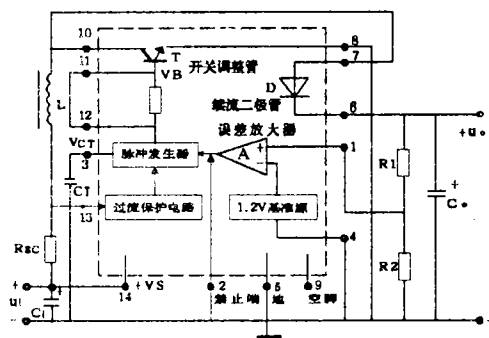 10
8
11
T
7
VB
开关调整管
D
L
续流二极管
6
12
误差放大器
+u。
VCT
3
脉冲发生器
A
+
1
R1
CT
-
+
C。
13
过流保护电路
1.2V基准源
4
Rsc
R2
+
+VS
ui
+
14
2
禁止端
5
地
9
空脚
Ci
-
-